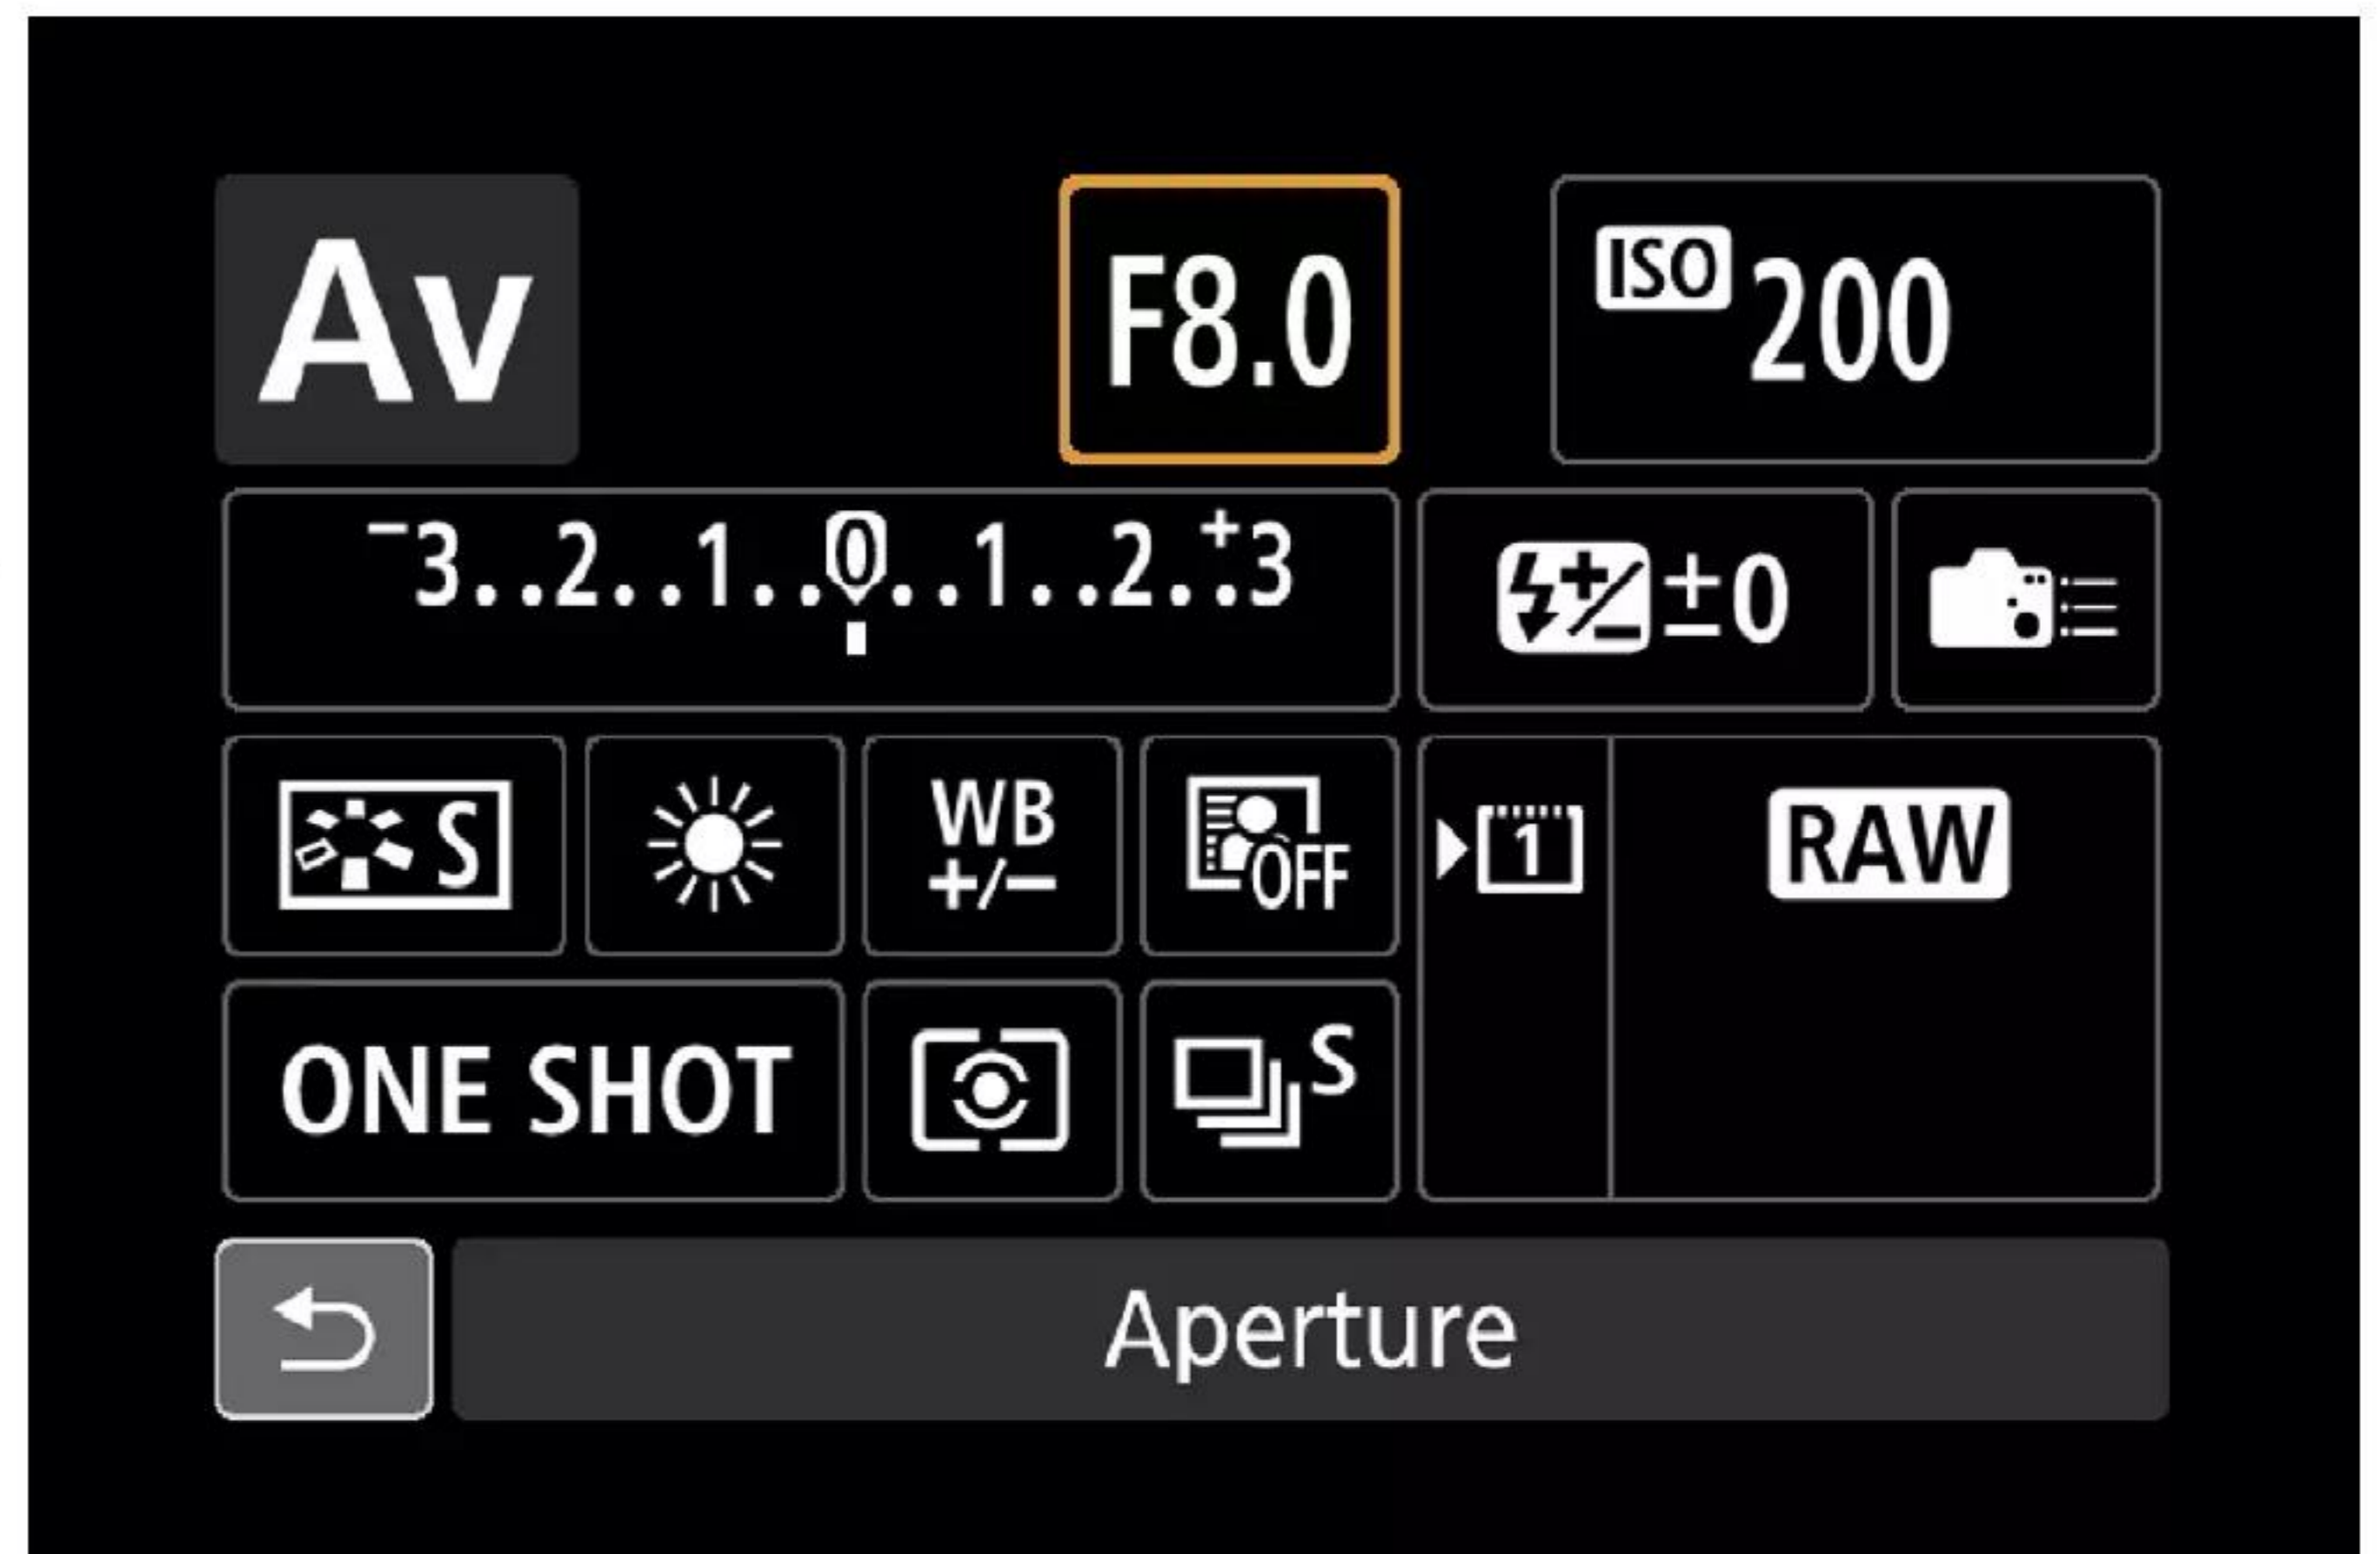 Av F8.0 ISO 200
-3..2..1..0..1..2..+3 ±0
S WB +/- OFF 1 RAW
ONE SHOT S
Aperture